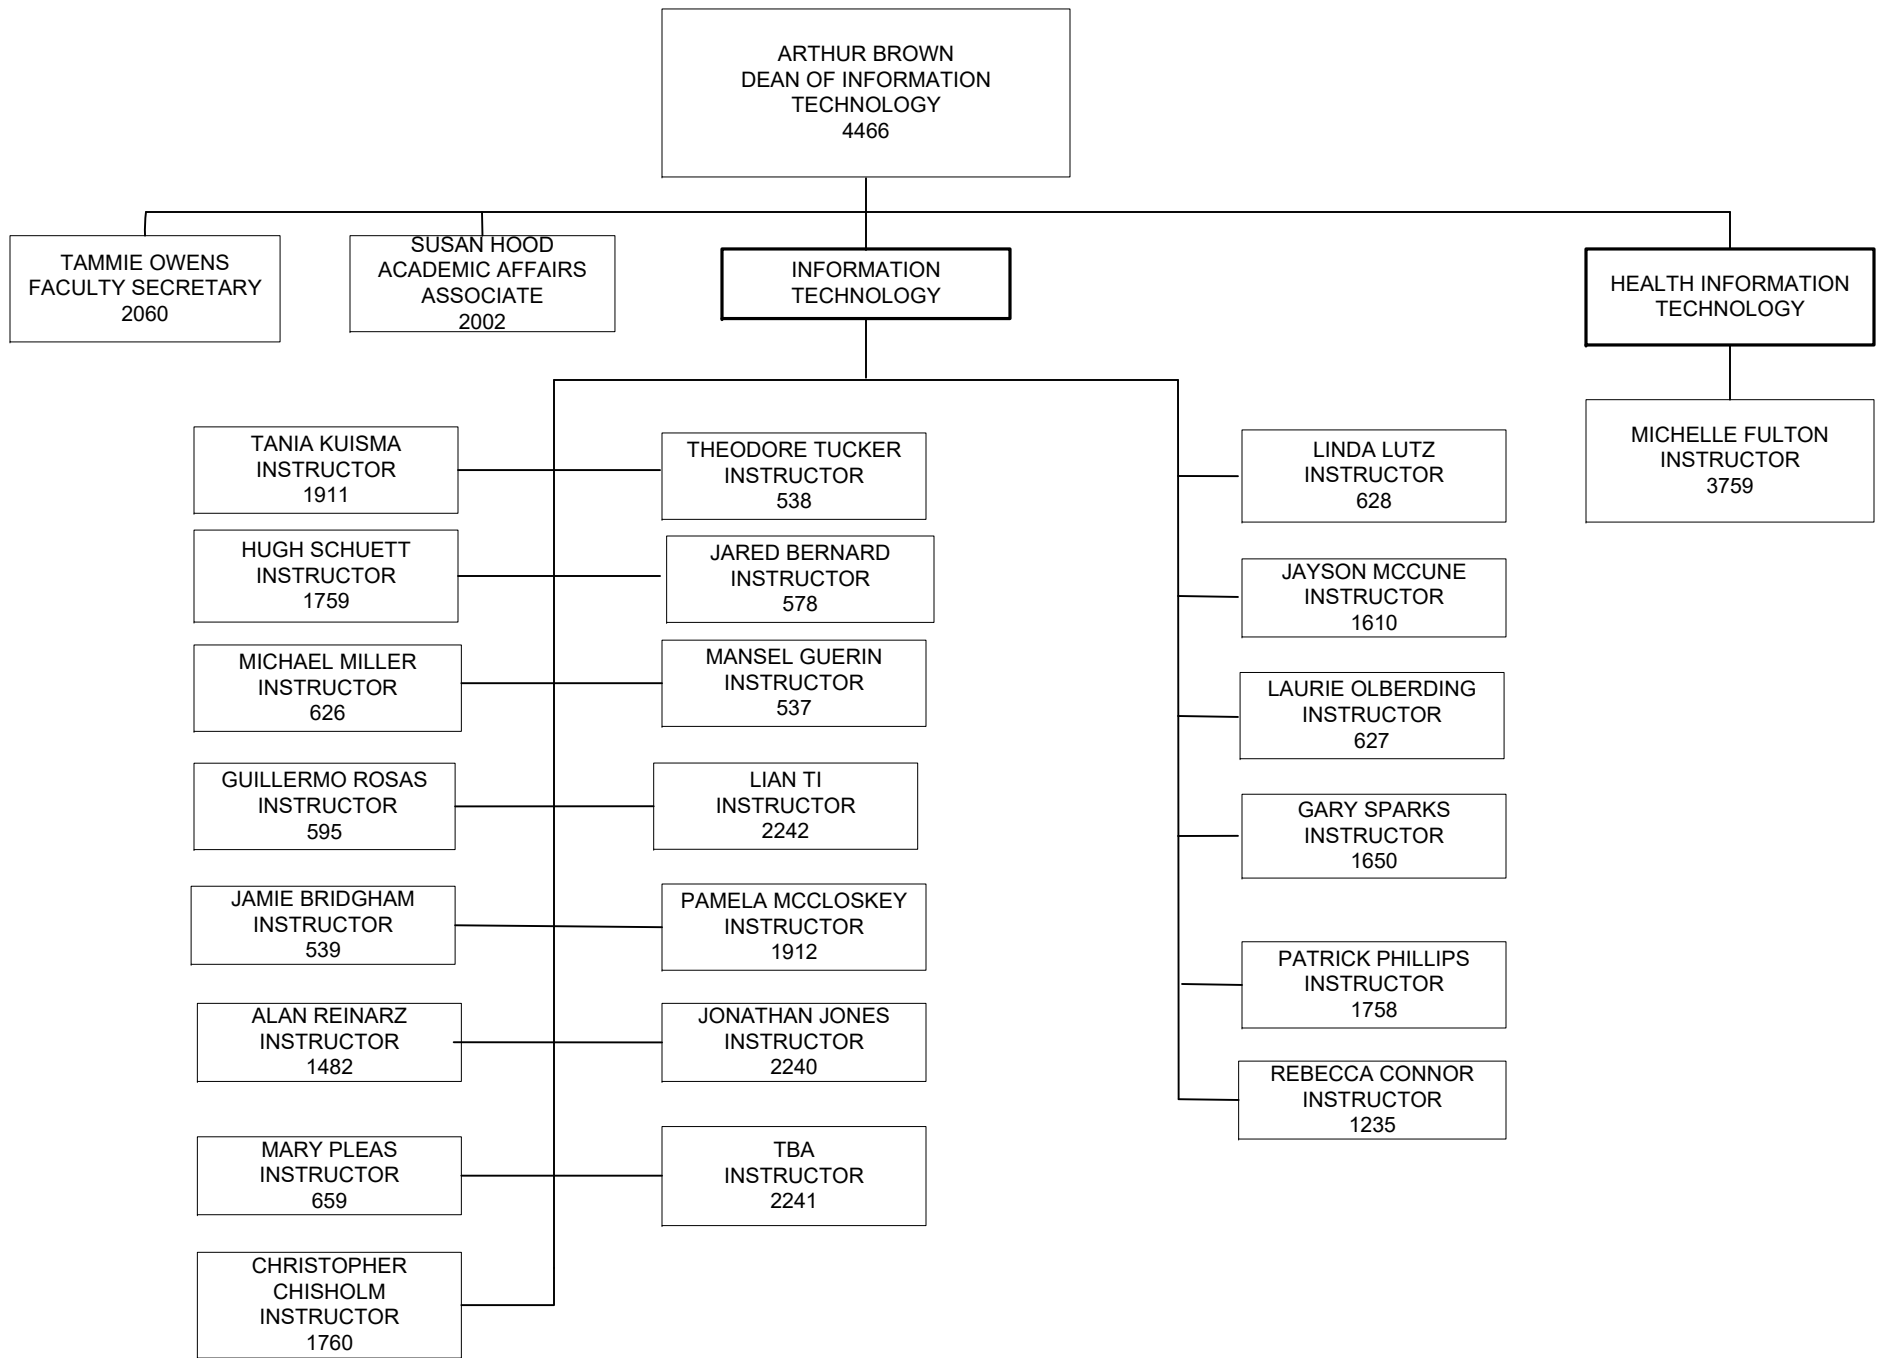 ARTHUR BROWN
DEAN OF INFORMATION
TECHNOLOGY
4466
TAMMIE OWENS
FACULTY SECRETARY
2060
SUSAN HOOD
ACADEMIC AFFAIRS
ASSOCIATE
2002
INFORMATION
TECHNOLOGY
HEALTH INFORMATION
TECHNOLOGY
TANIA KUISMA
INSTRUCTOR
1911
THEODORE TUCKER
INSTRUCTOR
538
LINDA LUTZ
INSTRUCTOR
628
MICHELLE FULTON
INSTRUCTOR
3759
HUGH SCHUETT
INSTRUCTOR
1759
JARED BERNARD
INSTRUCTOR
578
JAYSON MCCUNE
INSTRUCTOR
1610
MICHAEL MILLER
INSTRUCTOR
626
MANSEL GUERIN
INSTRUCTOR
537
LAURIE OLBERDING
INSTRUCTOR
627
GUILLERMO ROSAS
INSTRUCTOR
595
LIAN TI
INSTRUCTOR
2242
GARY SPARKS
INSTRUCTOR
1650
JAMIE BRIDGHAM
INSTRUCTOR
539
PAMELA MCCLOSKEY
INSTRUCTOR
1912
PATRICK PHILLIPS
INSTRUCTOR
1758
ALAN REINARZ
INSTRUCTOR
1482
JONATHAN JONES
INSTRUCTOR
2240
REBECCA CONNOR
INSTRUCTOR
1235
MARY PLEAS
INSTRUCTOR
659
TBA
INSTRUCTOR
2241
CHRISTOPHER
CHISHOLM
INSTRUCTOR
1760